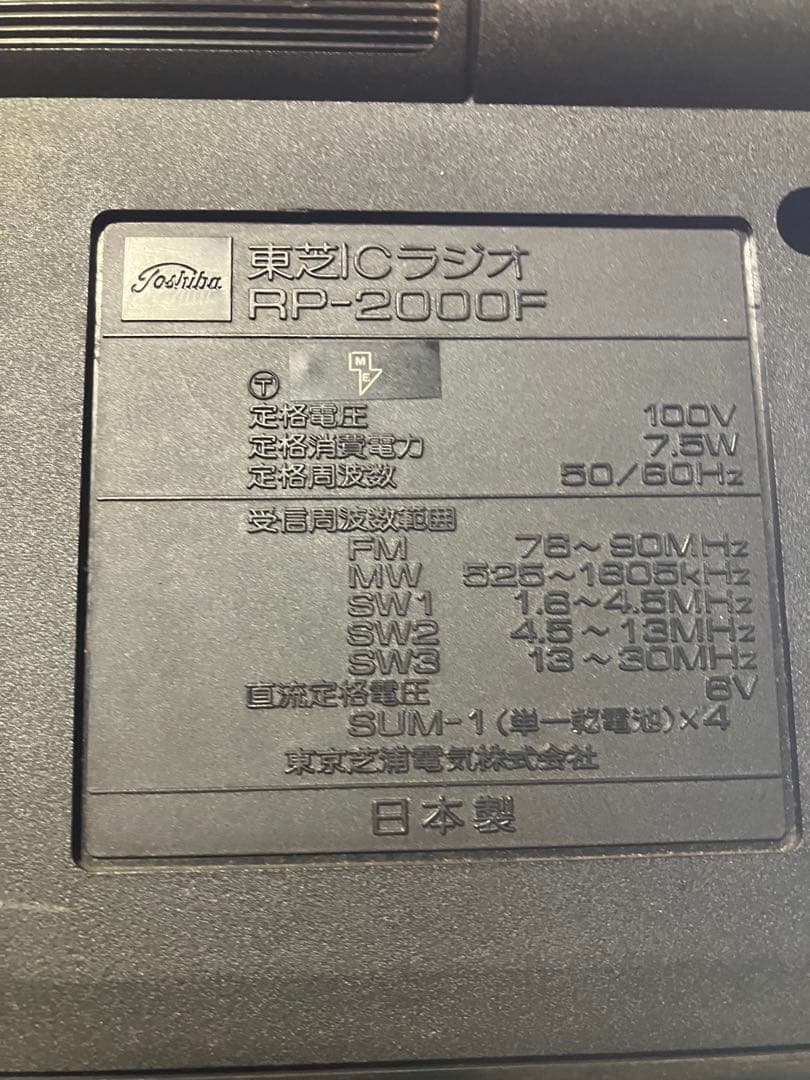 Toshiba
東芝ICラジオ
RP-2000F
〒 ME
定格電圧 100V
定格消費電力 7.5W
定格周波数 50/60Hz
受信周波数範囲
FM 76~90MHz
MW 525~1605kHz
SW1 1.6~4.5MHz
SW2 4.5~13MHz
SW3 13~30MHz
直流定格電圧 6V
SUM-1(単一乾電池)×4
東京芝浦電気株式会社
日本製